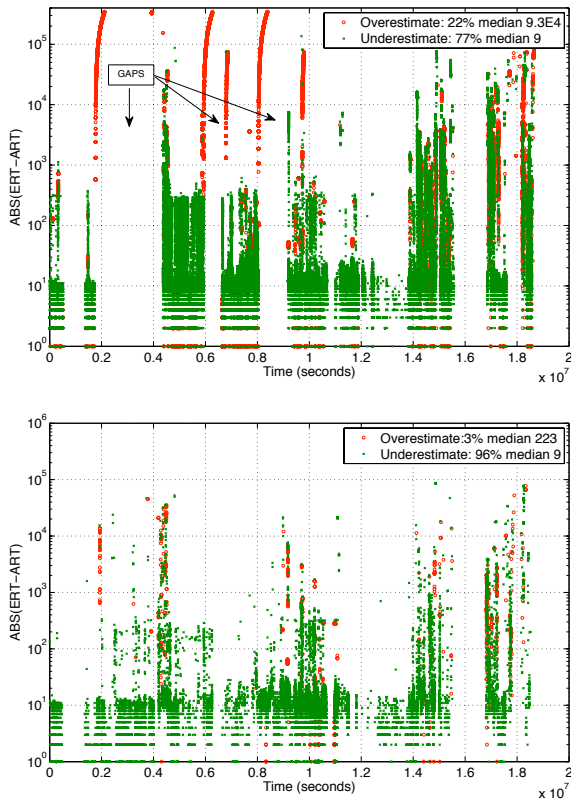 Overestimate: 22% median 9.3E4
Underestimate: 77% median 9
GAPS
ABS(ERT−ART)
10^5
10^4
10^3
10^2
10^1
10^0
0 0.2 0.4 0.6 0.8 1 1.2 1.4 1.6 1.8 2
Time (seconds)
x 10^7
Overestimate:3% median 223
Underestimate: 96% median 9
ABS(ERT−ART)
10^6
10^5
10^4
10^3
10^2
10^1
10^0
0 0.2 0.4 0.6 0.8 1 1.2 1.4 1.6 1.8 2
Time (seconds)
x 10^7